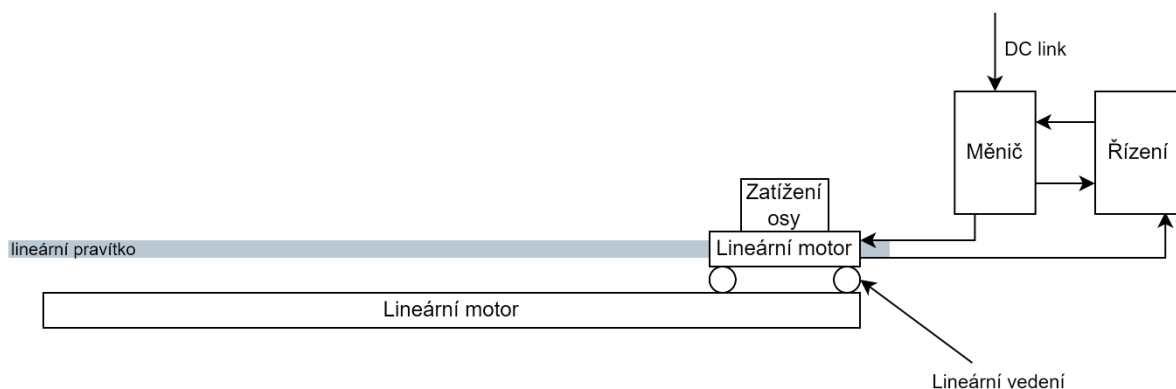 DC link
Měnič
Řízení
Zatížení
osy
lineární pravítko
Lineární motor
Lineární motor
Lineární vedení